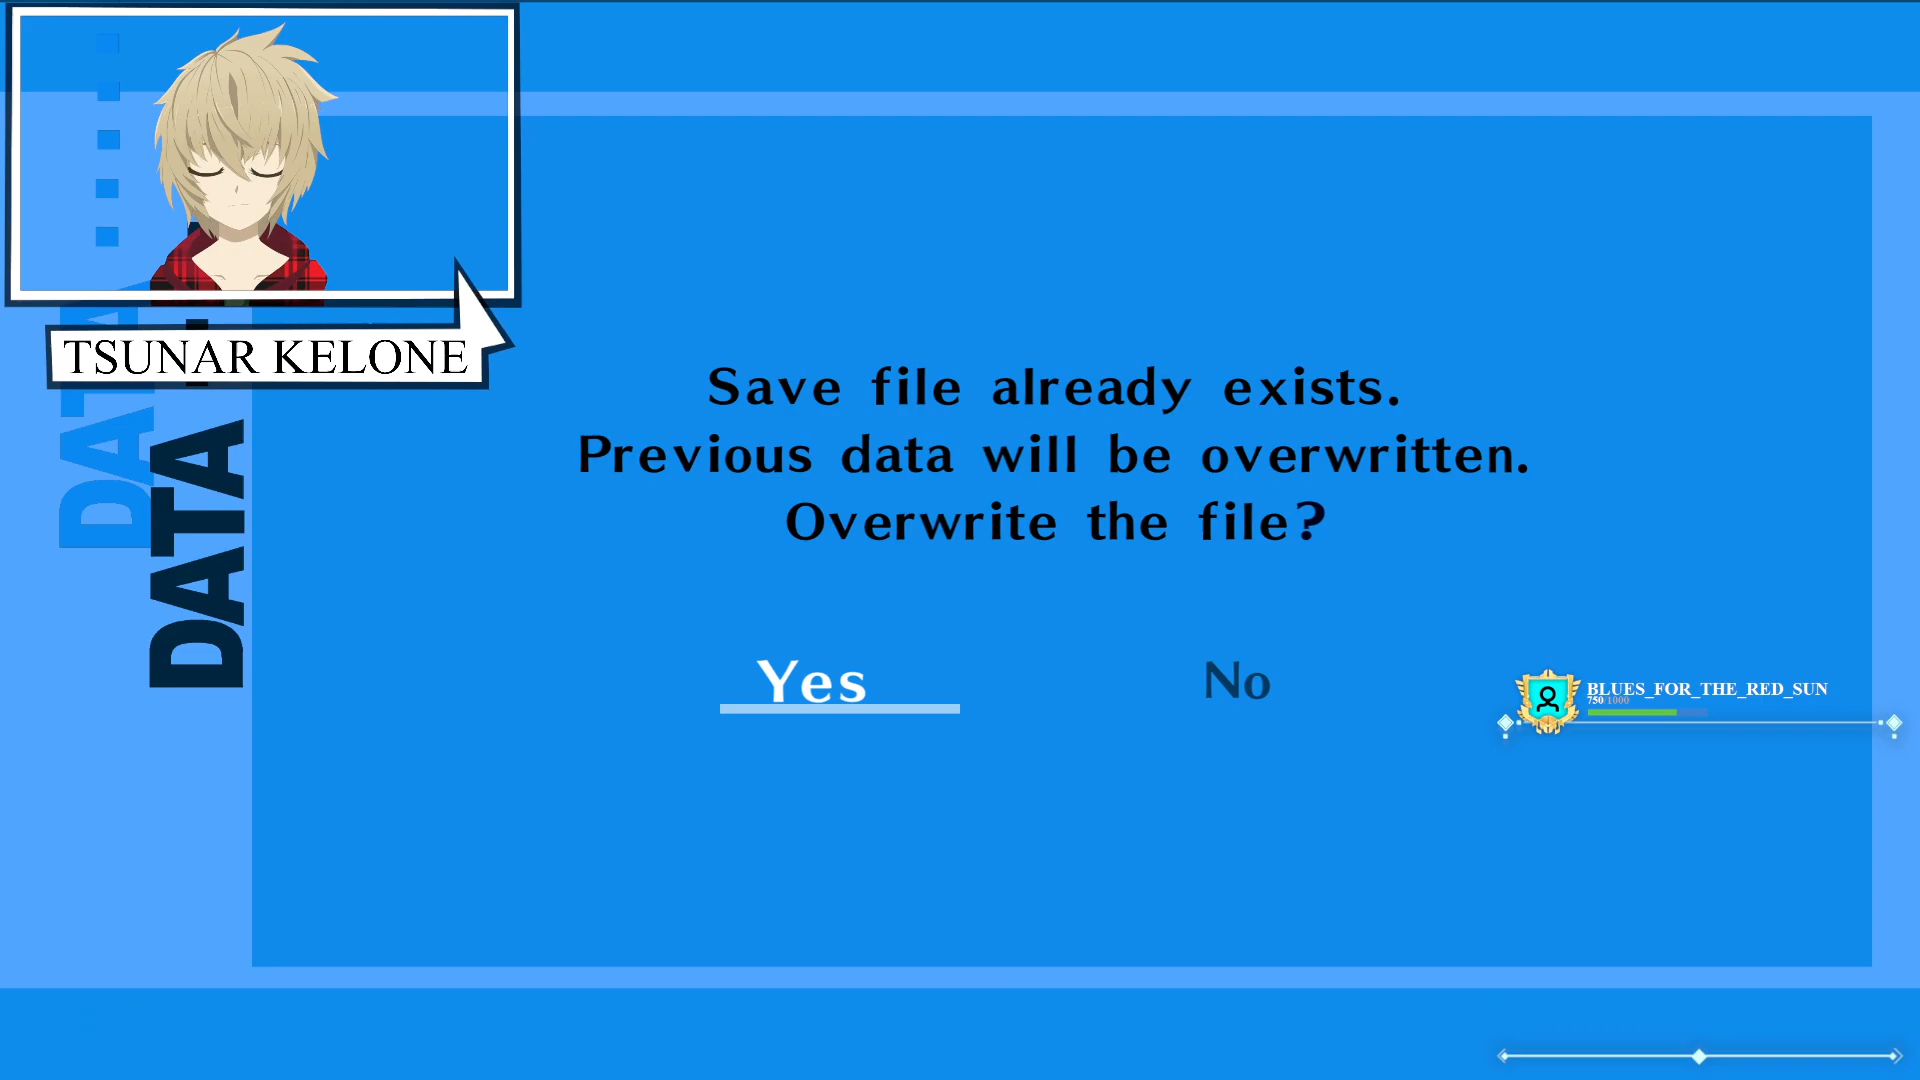 TSUNAR KELONE
DATA
DATA
Save file already exists.
Previous data will be overwritten.
Overwrite the file?
Yes
No
BLUES_FOR_THE_RED_SUN
750/1000